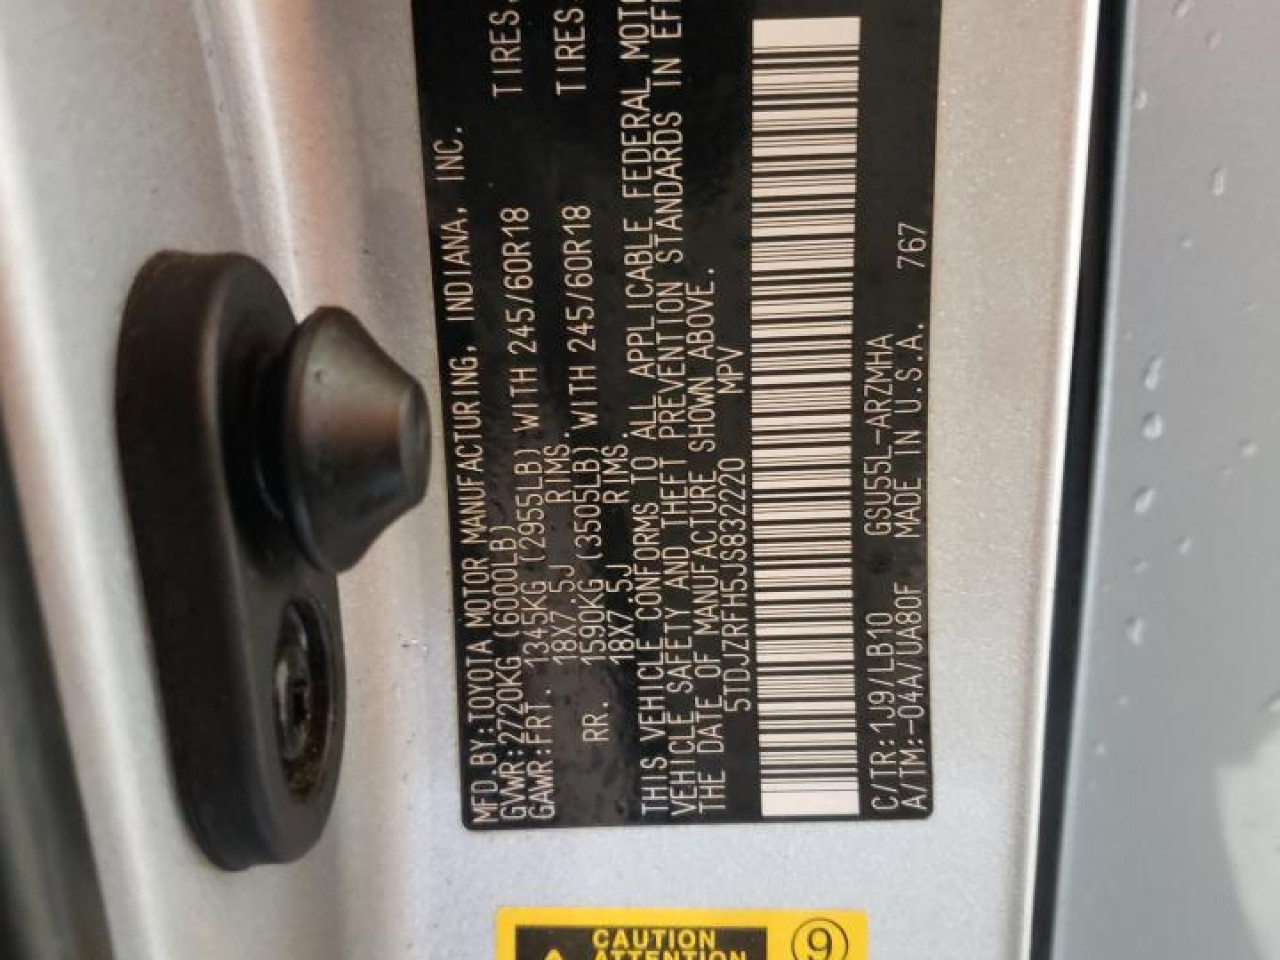 MFD.BY:TOYOTA MOTOR MANUFACTURING, INDIANA, INC.
GVWR:2720KG(6000LB)
GAWR:FRT. 1345KG(2955LB) WITH 245/60R18 TIRES
18X7.5J RIMS.
RR. 1590KG (3505LB) WITH 245/60R18 TIRES
18X7.5J RIMS.
THIS VEHICLE CONFORMS TO ALL APPLICABLE FEDERAL
VEHICLE SAFETY AND THEFT PREVENTION STANDARDS IN
THE DATE OF MANUFACTURE SHOWN ABOVE.
5TDJZRFH5JS832220 MPV
C/TR:1J9/LB10 GSU55L-ARZMHA 767
A/TM:-04A/UA80F MADE IN U.S.A.
CAUTION
ATTENTION
9